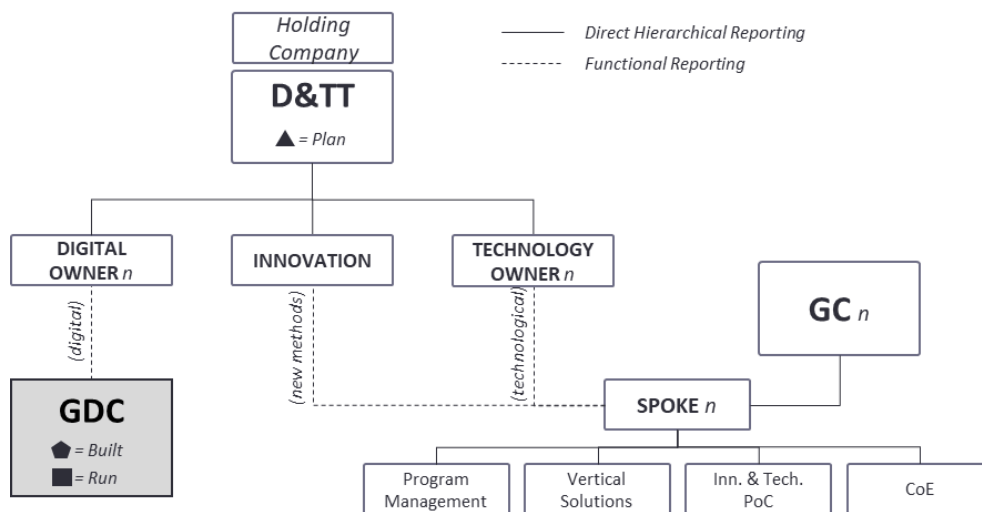 Holding
Company
D&TT
= Plan
Direct Hierarchical Reporting
Functional Reporting
DIGITAL
OWNER n
INNOVATION
TECHNOLOGY
OWNER n
GC n
(digital)
(new methods)
(technological)
GDC
= Built
= Run
SPOKE n
Program
Management
Vertical
Solutions
Inn. & Tech.
PoC
CoE